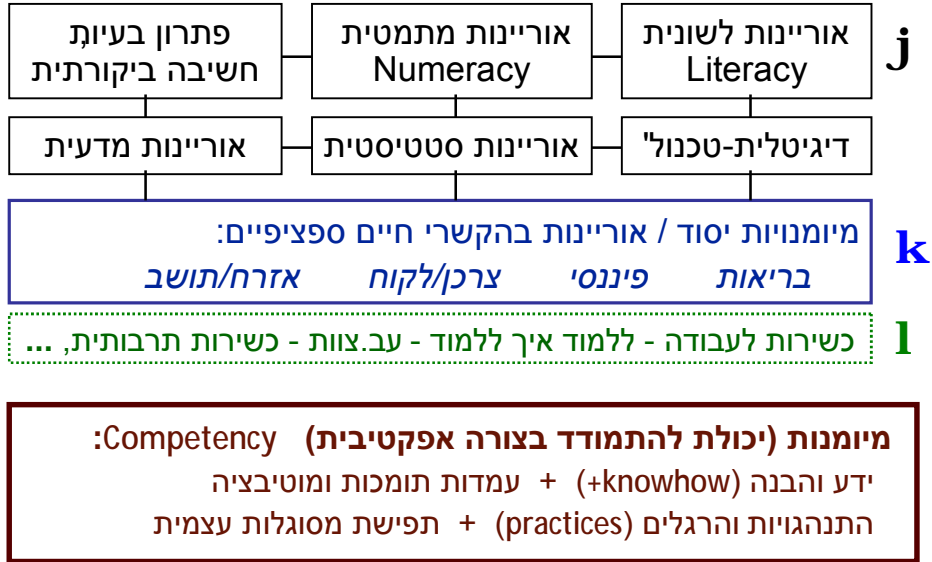 אוריינות לשונית
Literacy
אוריינות מתמטית
Numeracy
פתרון בעיות,
חשיבה ביקורתית
j
דיגיטלית-טכנול'
אוריינות סטטיסטית
אוריינות מדעית
מיומנויות יסוד / אוריינות בהקשרי חיים ספציפיים:
בריאות פיננסי צרכן/לקוח אזרח/תושב
k
כשירות לעבודה - ללמוד איך ללמוד - עב.צוות - כשירות תרבותית, ...
l
מיומנות (יכולת להתמודד בצורה אפקטיבית) Competency:
ידע והבנה (knowhow+) + עמדות תומכות ומוטיבציה
התנהגויות והרגלים (practices) + תפישת מסוגלות עצמית